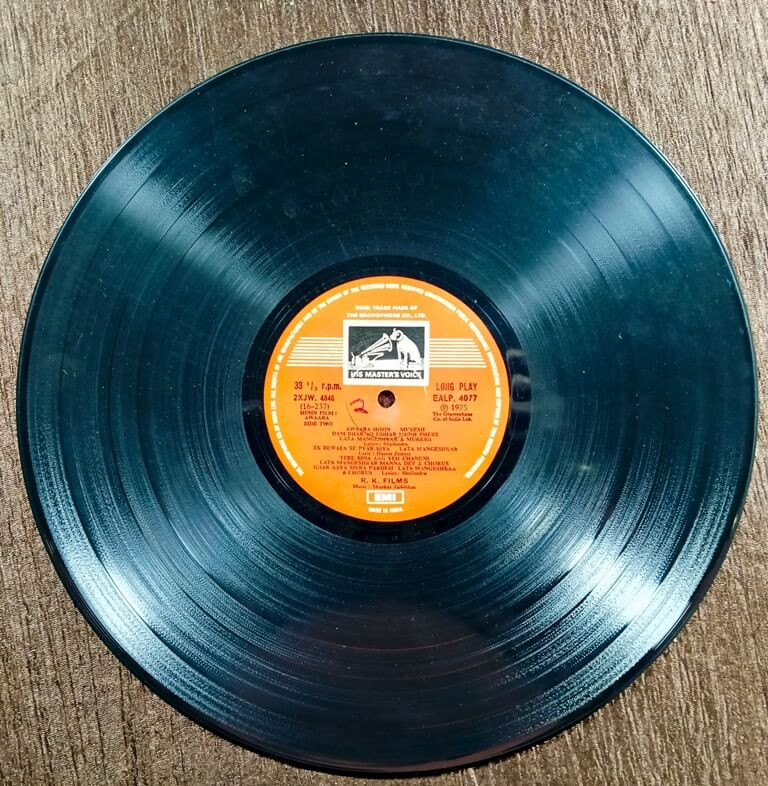 REGD. TRADE MARK OF
THE GRAMOPHONE CO., LTD.
HIS MASTER'S VOICE
33 1/3 r.p.m.
2XJW. 4846
(16-237)
HINDI FILM:
AWAARA
SIDE TWO
2
LONG PLAY
EALP. 4077
℗ 1975
The Gramophone
Co. of India Ltd.
AWAARA HOON MUKESH
DAM BHAR JO UDHAR MUNH PHERE
LATA MANGESHKAR & MUKESH
Lyrics: Shailendra
EK BEWAFA SE PYAR KIYA LATA MANGESHKAR
Lyric: Hasrat Jaipuri
TERE BINA AAG YEH CHANDNI
LATA MANGESHKAR MANNA DEY & CHORUS
GHAR AAYA MERA PARDESI LATA MANGESHKAR
& CHORUS Lyrics: Shailendra
R. K. FILMS
Music: Shankar Jaikishan
EMI
MADE IN INDIA